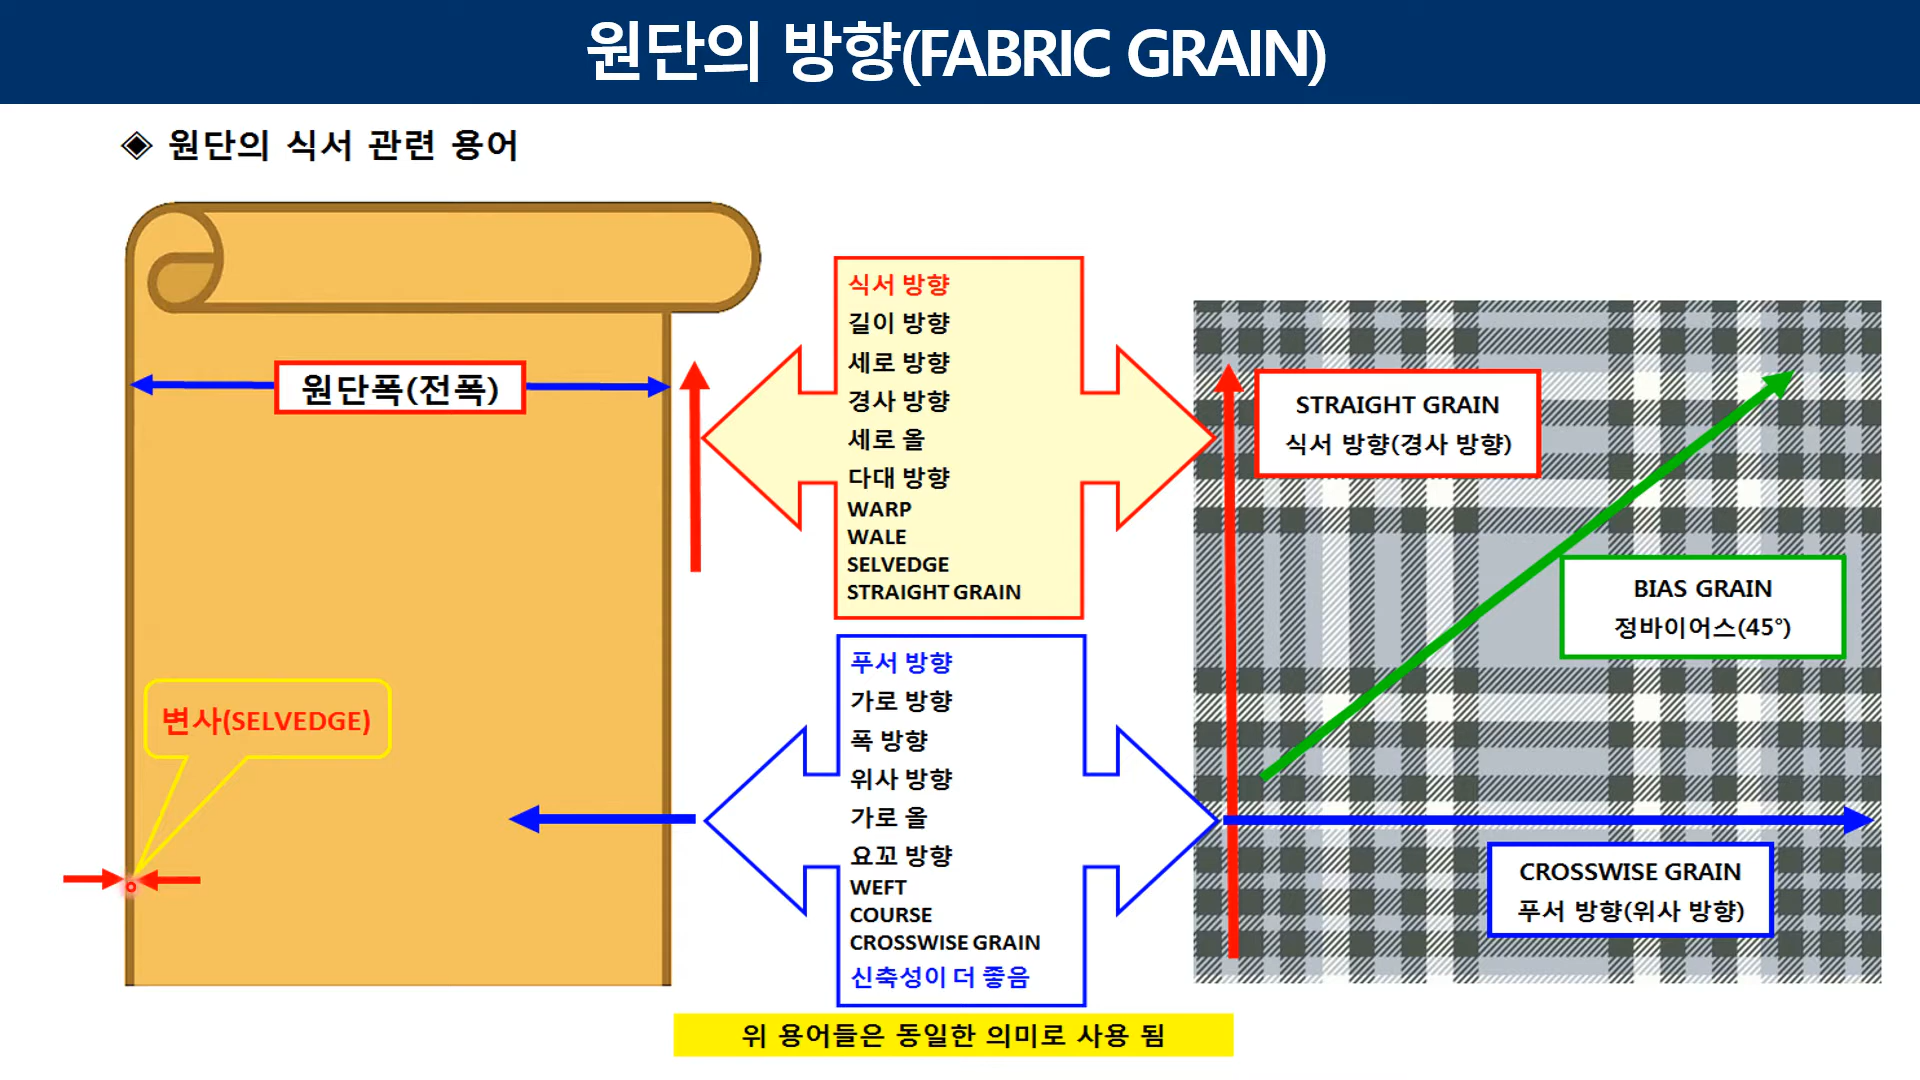 원단의 방향(FABRIC GRAIN)
◈ 원단의 식서 관련 용어
원단폭(전폭)
변사(SELVEDGE)
식서 방향
길이 방향
세로 방향
경사 방향
세로 올
다대 방향
WARP
WALE
SELVEDGE
STRAIGHT GRAIN
푸서 방향
가로 방향
폭 방향
위사 방향
가로 올
요꼬 방향
WEFT
COURSE
CROSSWISE GRAIN
신축성이 더 좋음
STRAIGHT GRAIN
식서 방향(경사 방향)
BIAS GRAIN
정바이어스(45°)
CROSSWISE GRAIN
푸서 방향(위사 방향)
위 용어들은 동일한 의미로 사용 됨